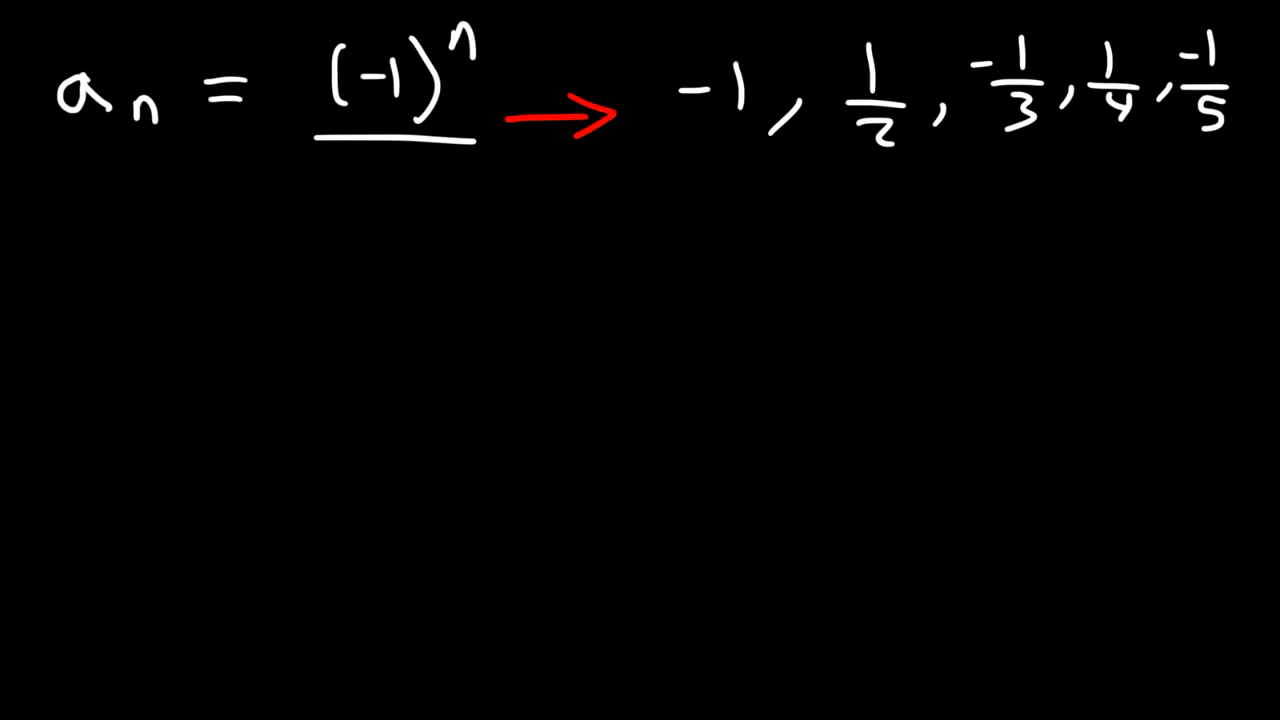 aₙ = (-1)ⁿ → -1, 1/2, -1/3, 1/4, -1/5